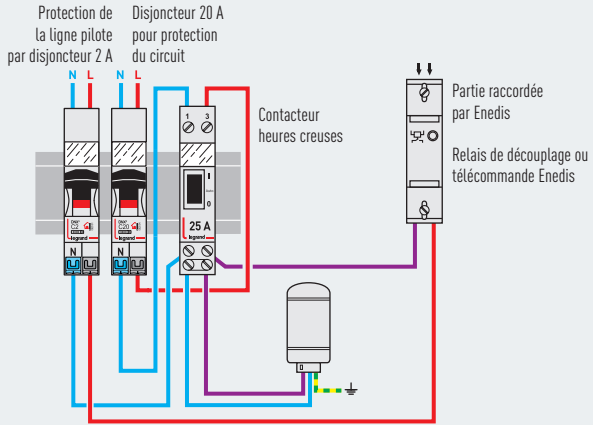 Protection de
la ligne pilote
par disjoncteur 2 A
Disjoncteur 20 A
pour protection
du circuit
N L N L
1 3
Contacteur
heures creuses
Partie raccordée
par Enedis
Relais de découplage ou
télécommande Enedis
I
0
C2
legrand
N
C20
legrand
N
25 A
legrand